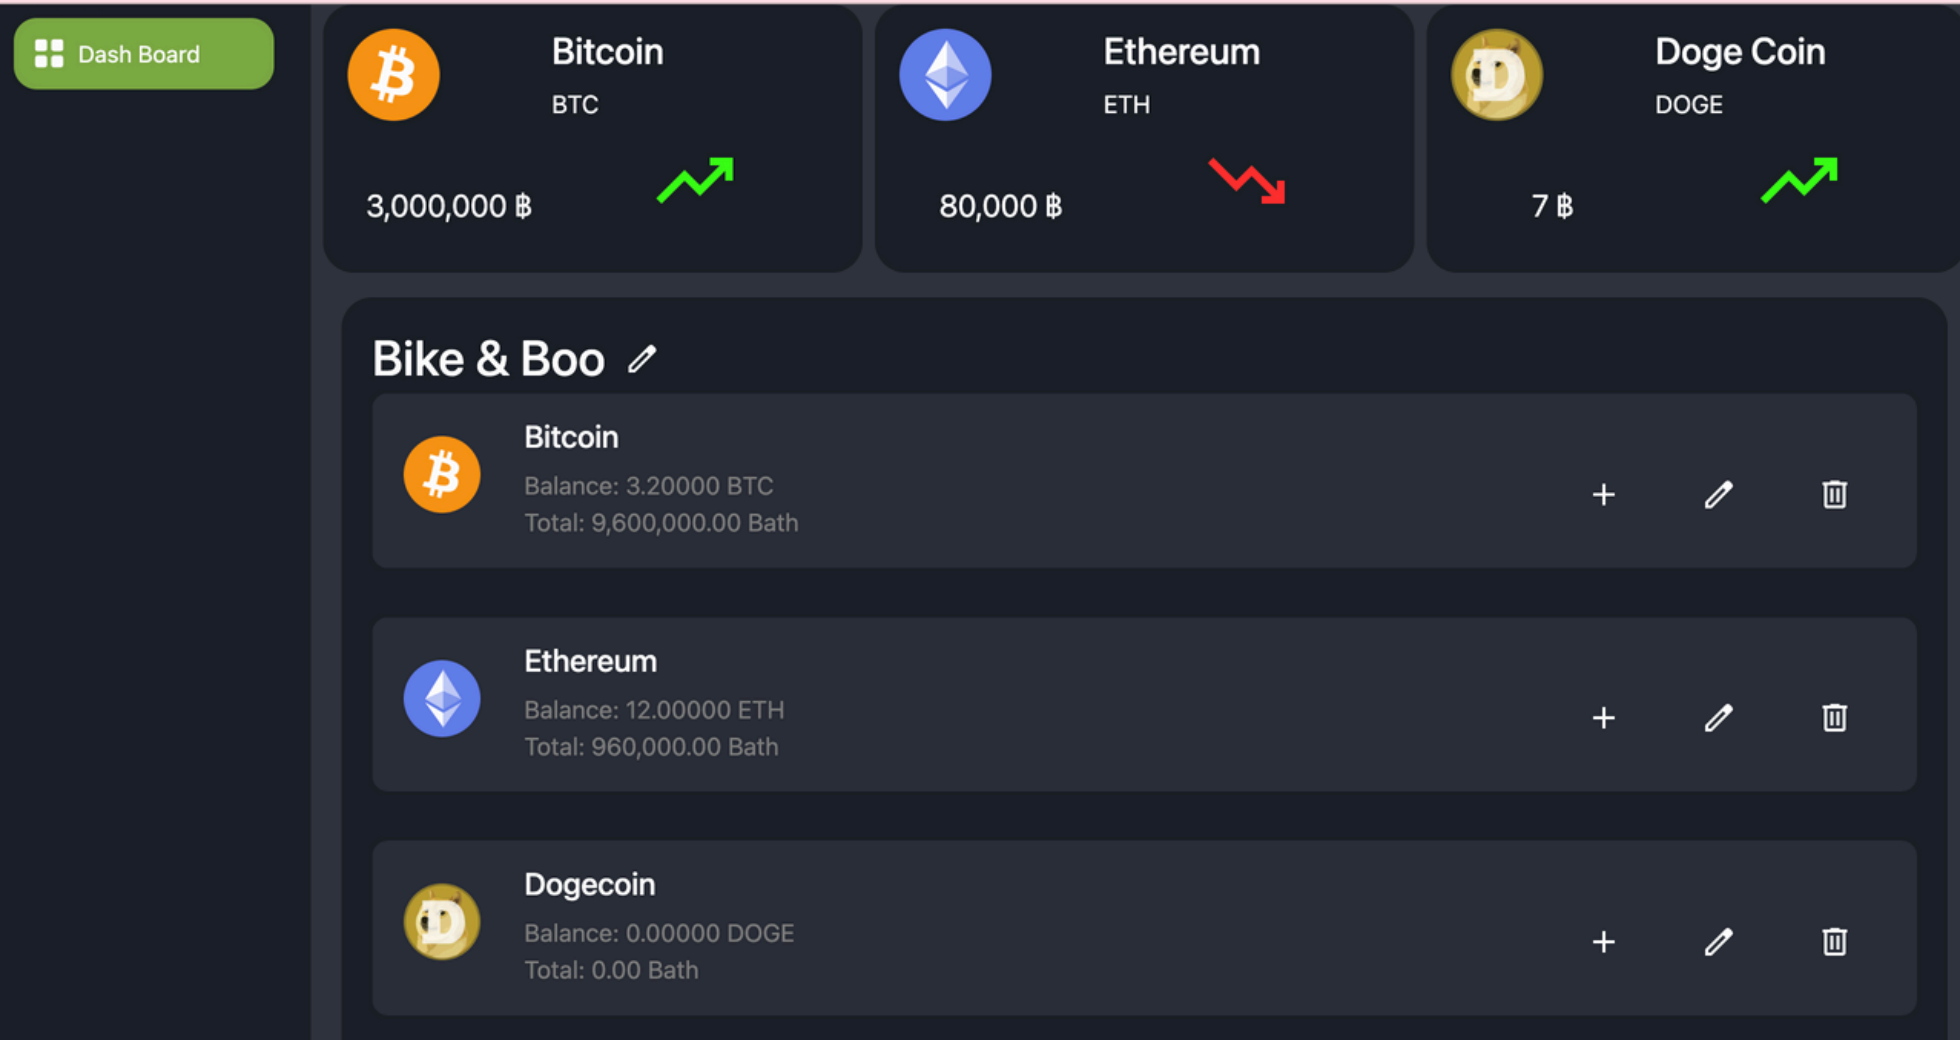 Dash Board
Bitcoin
BTC
3,000,000 ฿
Ethereum
ETH
80,000 ฿
Doge Coin
DOGE
7 ฿
Bike & Boo
Bitcoin
Balance: 3.20000 BTC
Total: 9,600,000.00 Bath
Ethereum
Balance: 12.00000 ETH
Total: 960,000.00 Bath
Dogecoin
Balance: 0.00000 DOGE
Total: 0.00 Bath